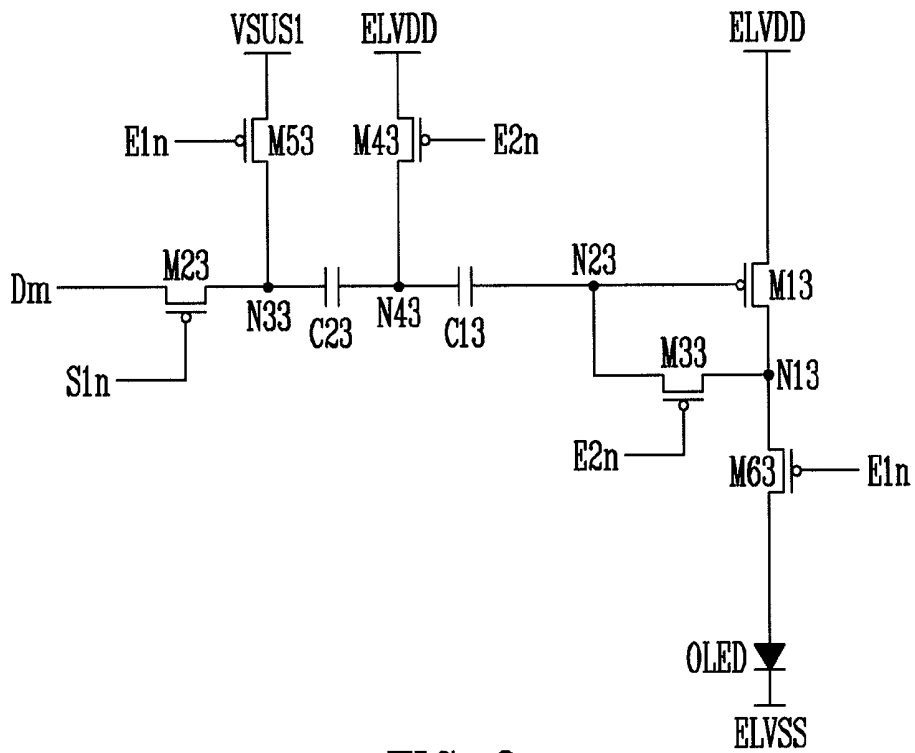 VSUS1
ELVDD
ELVDD
E1n
M53
M43
E2n
M23
N23
Dm
M13
N33
C23
N43
C13
M33
N13
S1n
E2n
M63
E1n
OLED
ELVSS